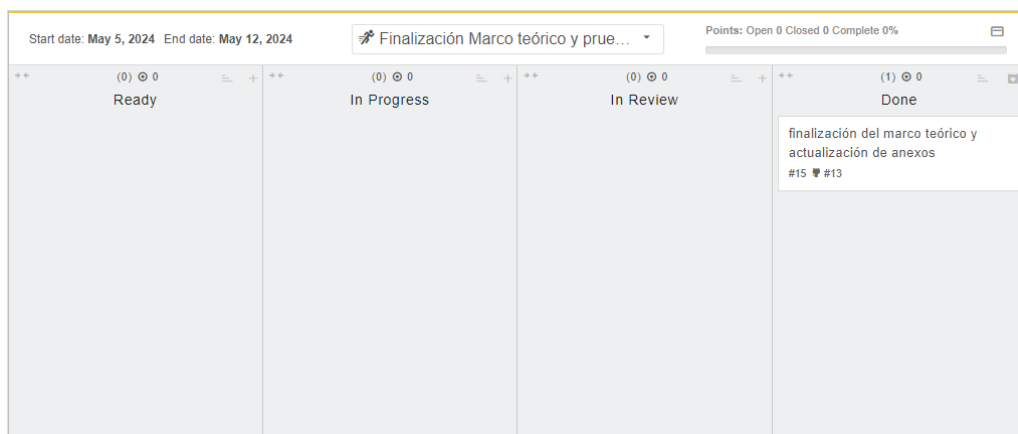 Start date: May 5, 2024 End date: May 12, 2024
Finalización Marco teórico y prue...
Points: Open 0 Closed 0 Complete 0%
(0) 0
Ready
(0) 0
In Progress
(0) 0
In Review
(1) 0
Done
finalización del marco teórico y
actualización de anexos
#15 #13